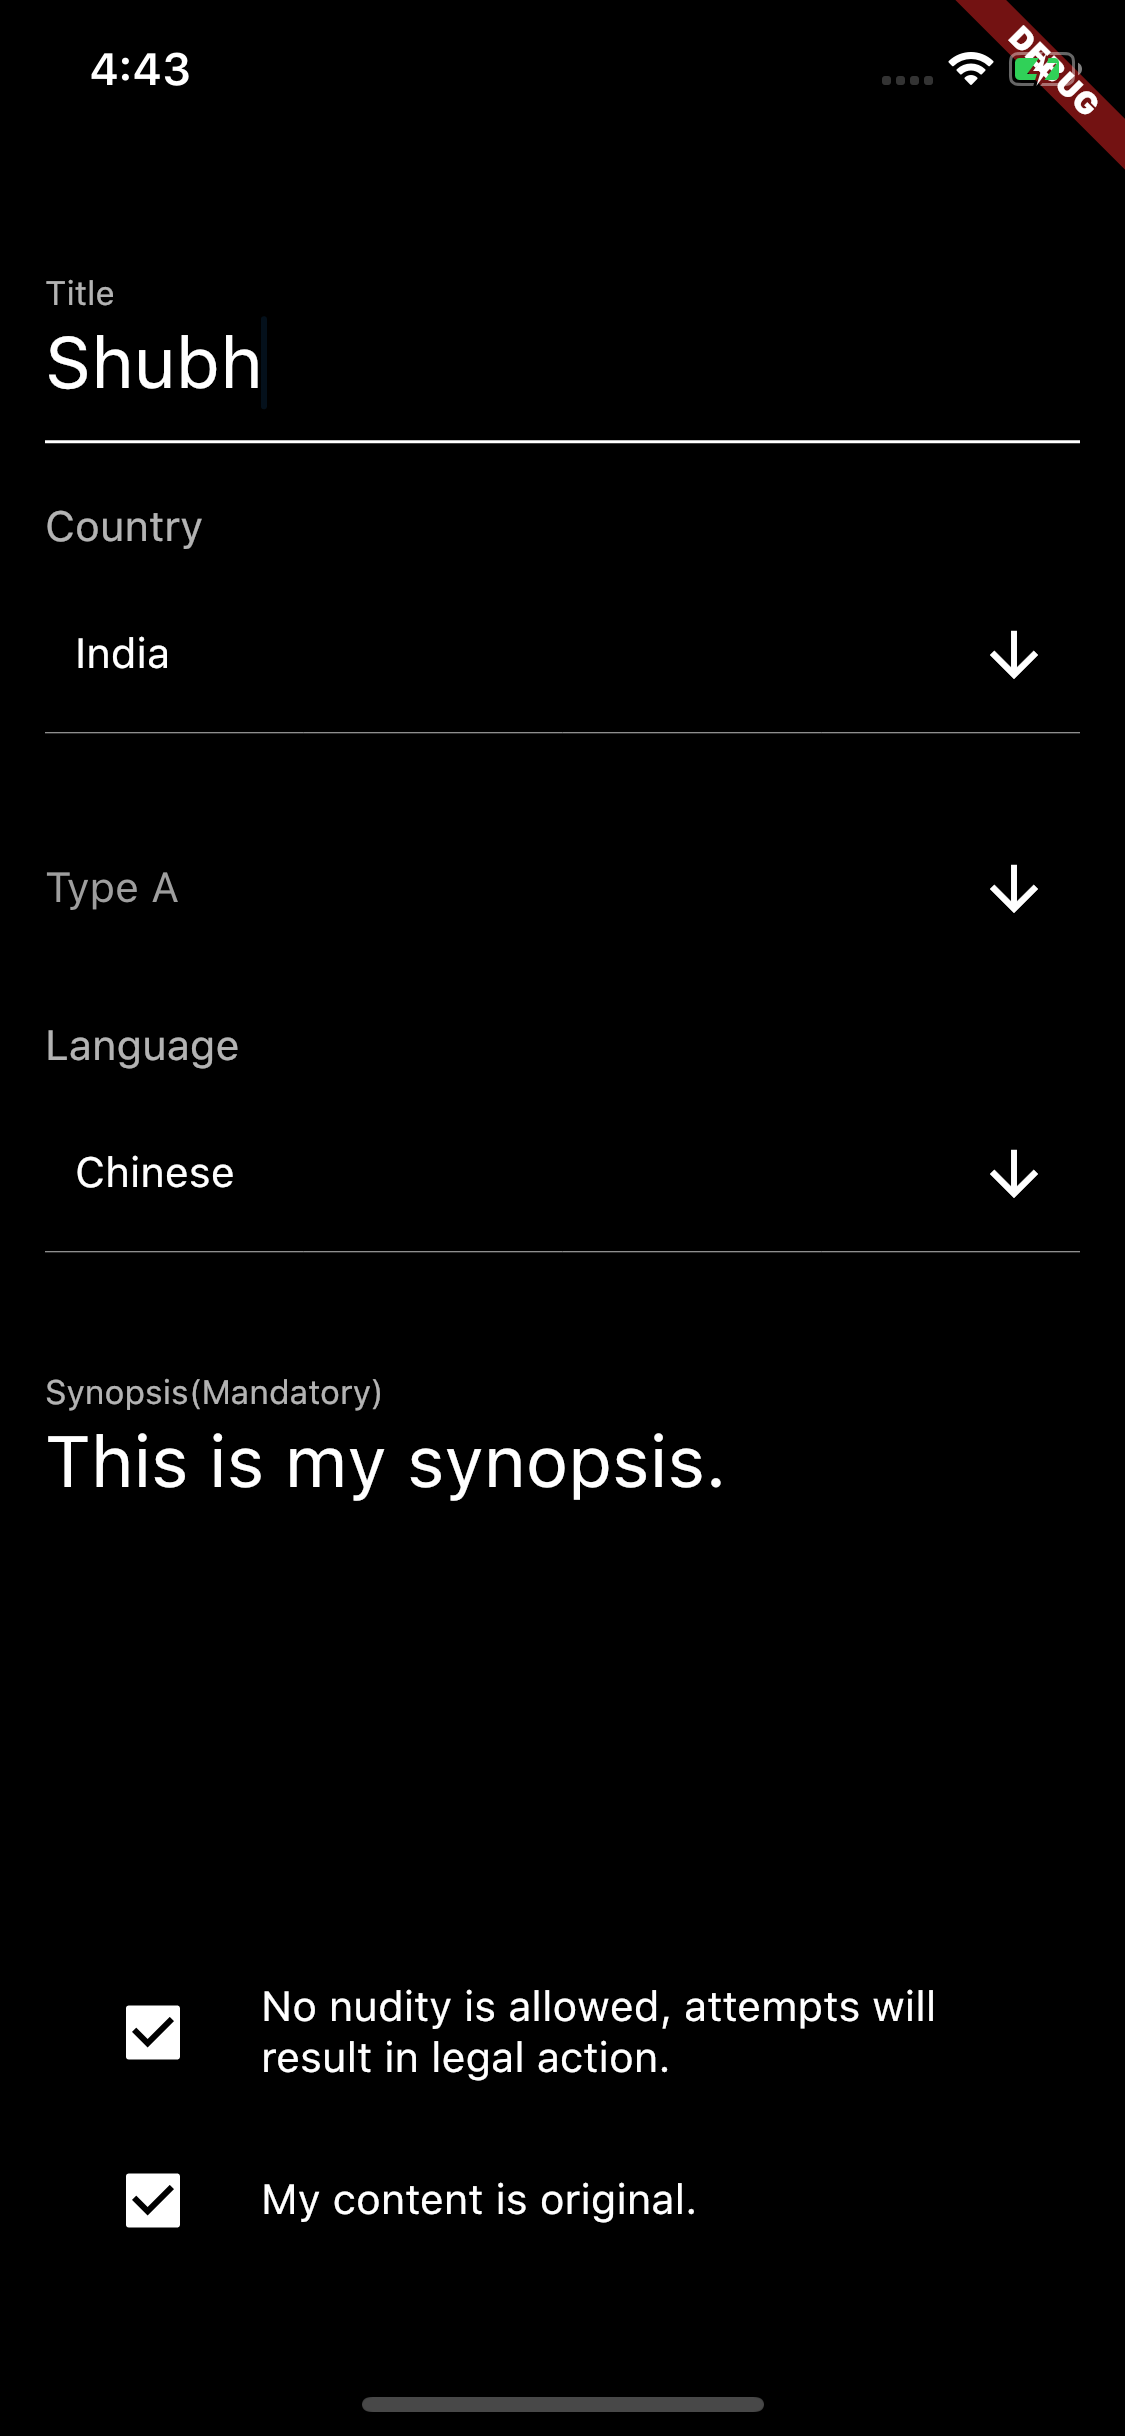 4:43
DEBUG
Title
Shubh
Country
India
Type A
Language
Chinese
Synopsis(Mandatory)
This is my synopsis.
No nudity is allowed, attempts will
result in legal action.
My content is original.